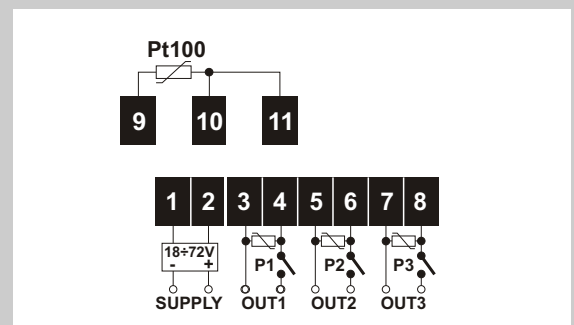 Pt100
9 10 11
1 2 3 4 5 6 7 8
18÷72V
- + P1 P2 P3
SUPPLY OUT1 OUT2 OUT3